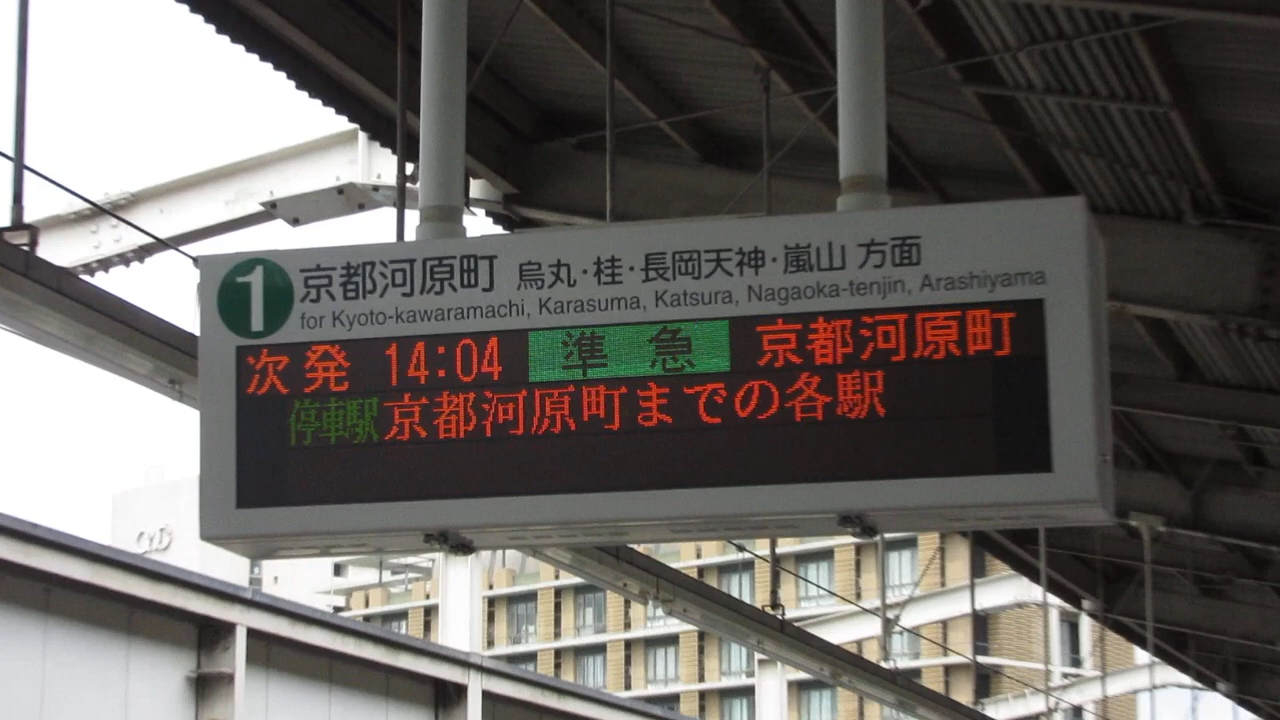 1 京都河原町 烏丸・桂・長岡天神・嵐山 方面
for Kyoto-kawaramachi, Karasuma, Katsura, Nagaoka-tenjin, Arashiyama
次発 14:04 準急 京都河原町
停車駅 京都河原町までの各駅